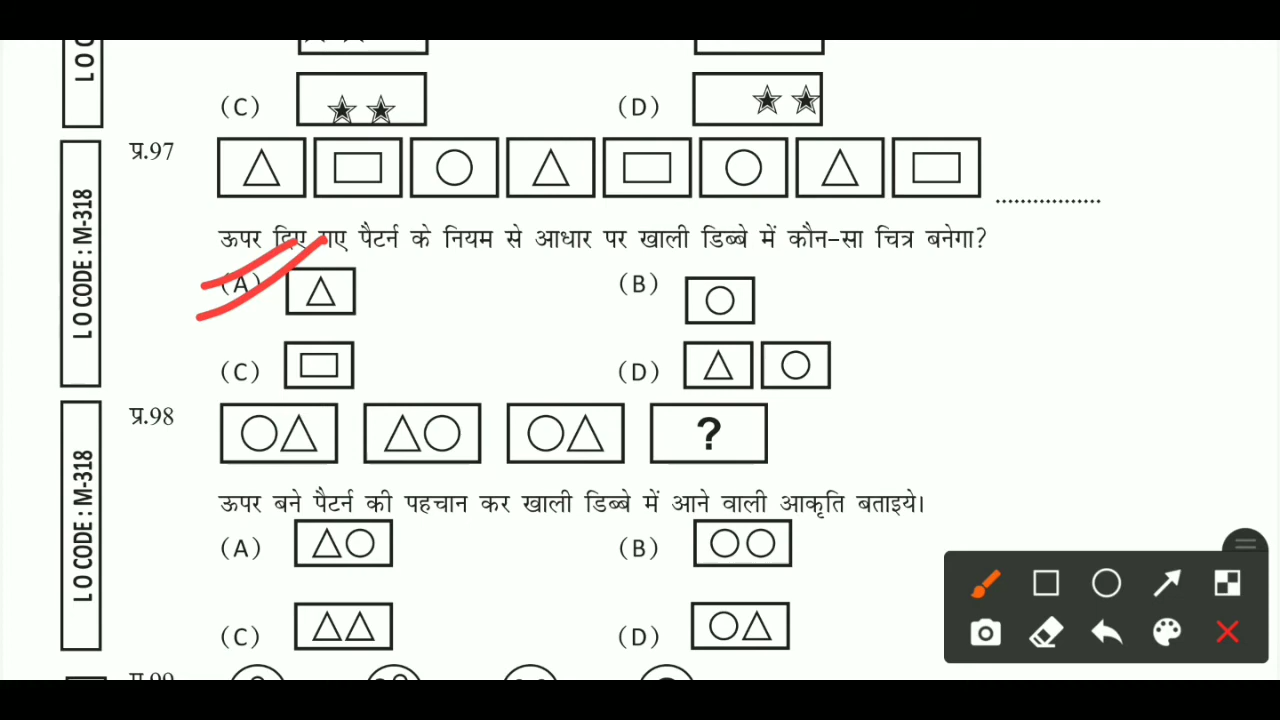 LO C
(C)
(D)
LO CODE : M-318
प्र.97
....................
ऊपर दिए गए पैटर्न के नियम से आधार पर खाली डिब्बे में कौन-सा चित्र बनेगा?
(A)
(B)
(C)
(D)
LO CODE : M-318
प्र.98
?
ऊपर बने पैटर्न की पहचान कर खाली डिब्बे में आने वाली आकृति बताइये।
(A)
(B)
(C)
(D)
प्र.99